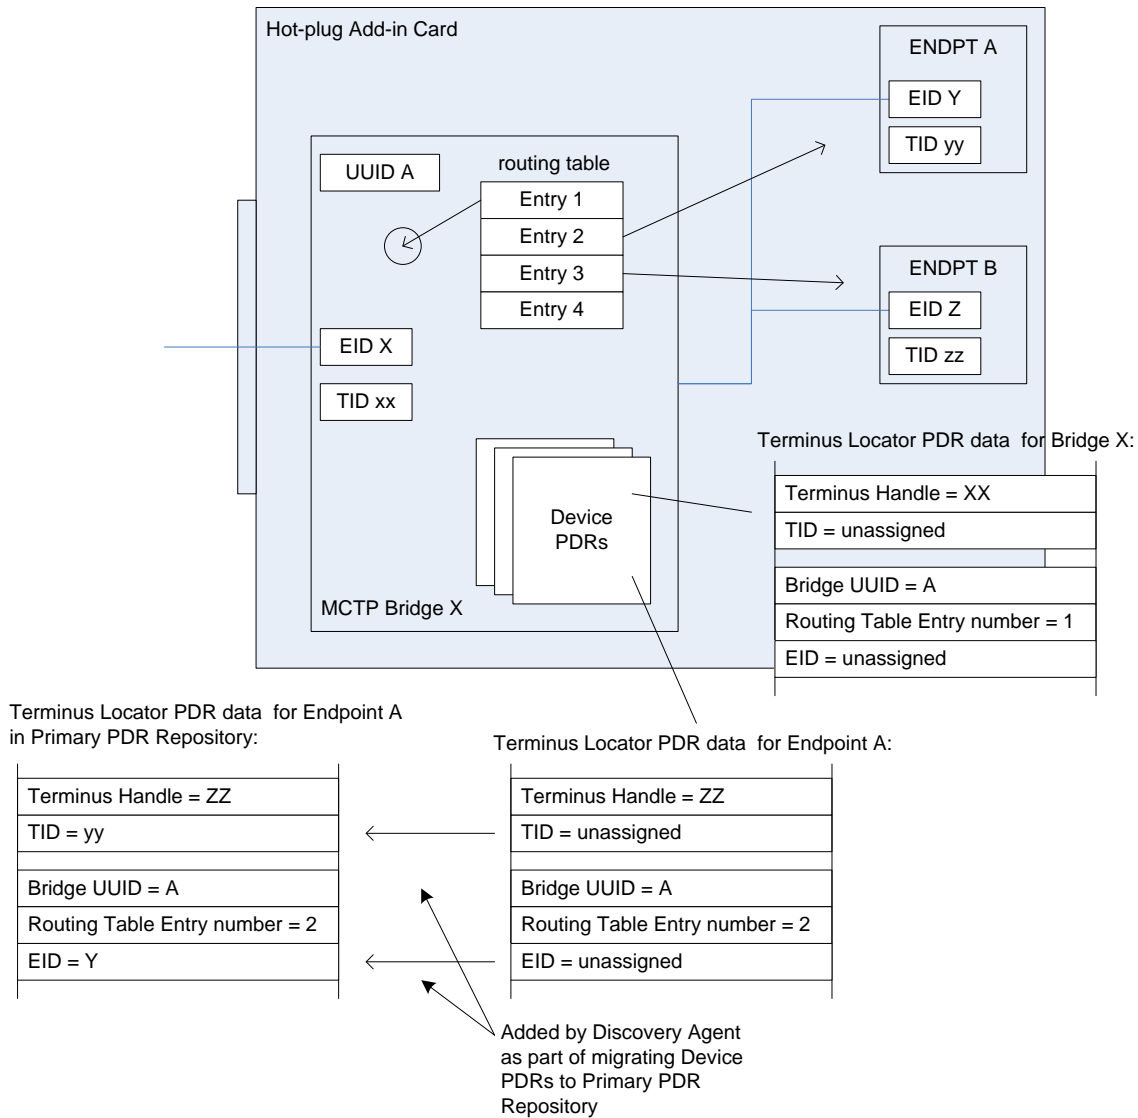 Hot-plug Add-in Card
ENDPT A
EID Y
TID yy
UUID A
routing table
Entry 1
Entry 2
Entry 3
Entry 4
ENDPT B
EID Z
TID zz
EID X
TID xx
Device
PDRs
MCTP Bridge X
Terminus Locator PDR data for Bridge X:
Terminus Handle = XX
TID = unassigned
Bridge UUID = A
Routing Table Entry number = 1
EID = unassigned
Terminus Locator PDR data for Endpoint A
in Primary PDR Repository:
Terminus Handle = ZZ
TID = yy
Bridge UUID = A
Routing Table Entry number = 2
EID = Y
Terminus Locator PDR data for Endpoint A:
Terminus Handle = ZZ
TID = unassigned
Bridge UUID = A
Routing Table Entry number = 2
EID = unassigned
Added by Discovery Agent
as part of migrating Device
PDRs to Primary PDR
Repository